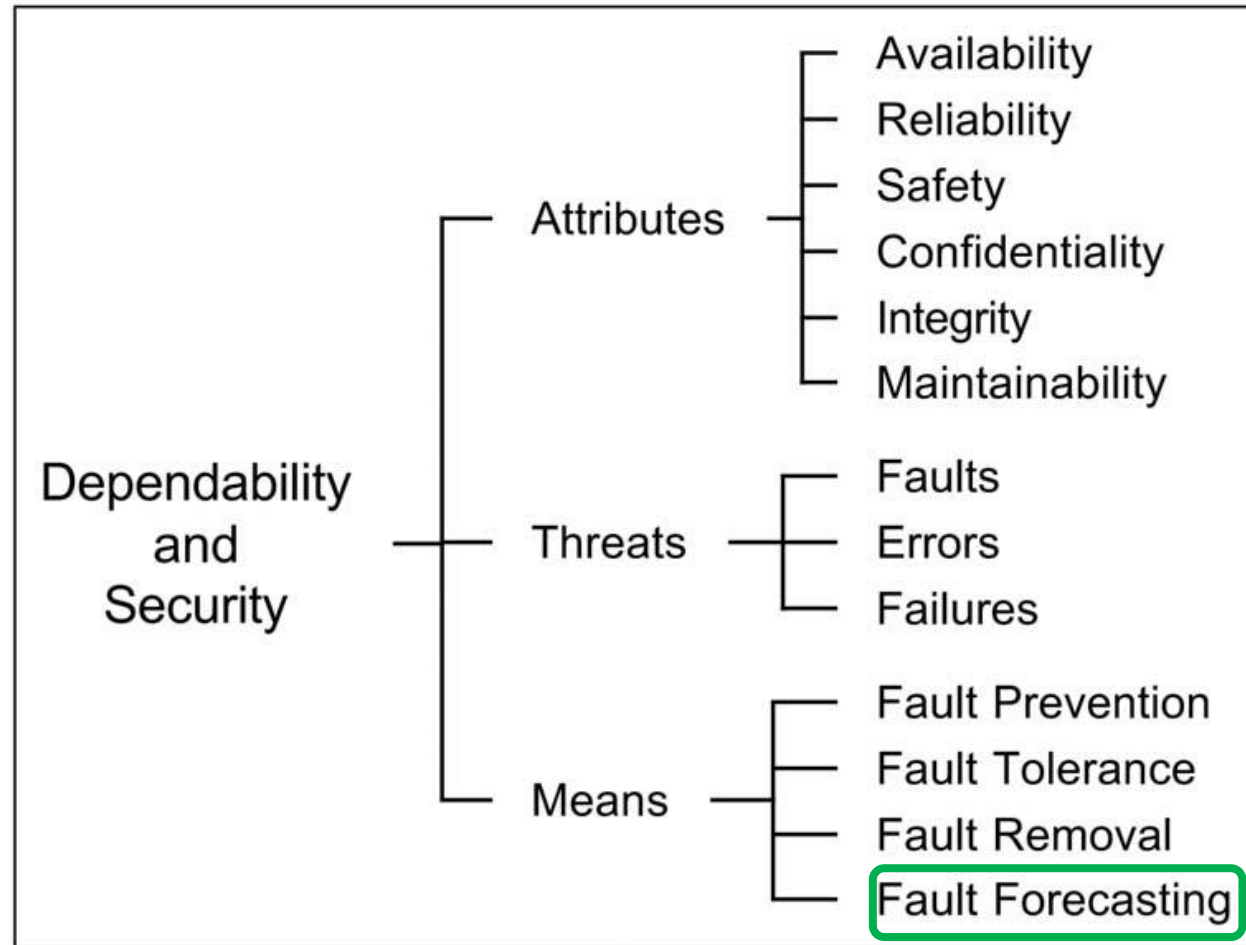 Dependability
and
Security
Attributes
Availability
Reliability
Safety
Confidentiality
Integrity
Maintainability
Threats
Faults
Errors
Failures
Means
Fault Prevention
Fault Tolerance
Fault Removal
Fault Forecasting